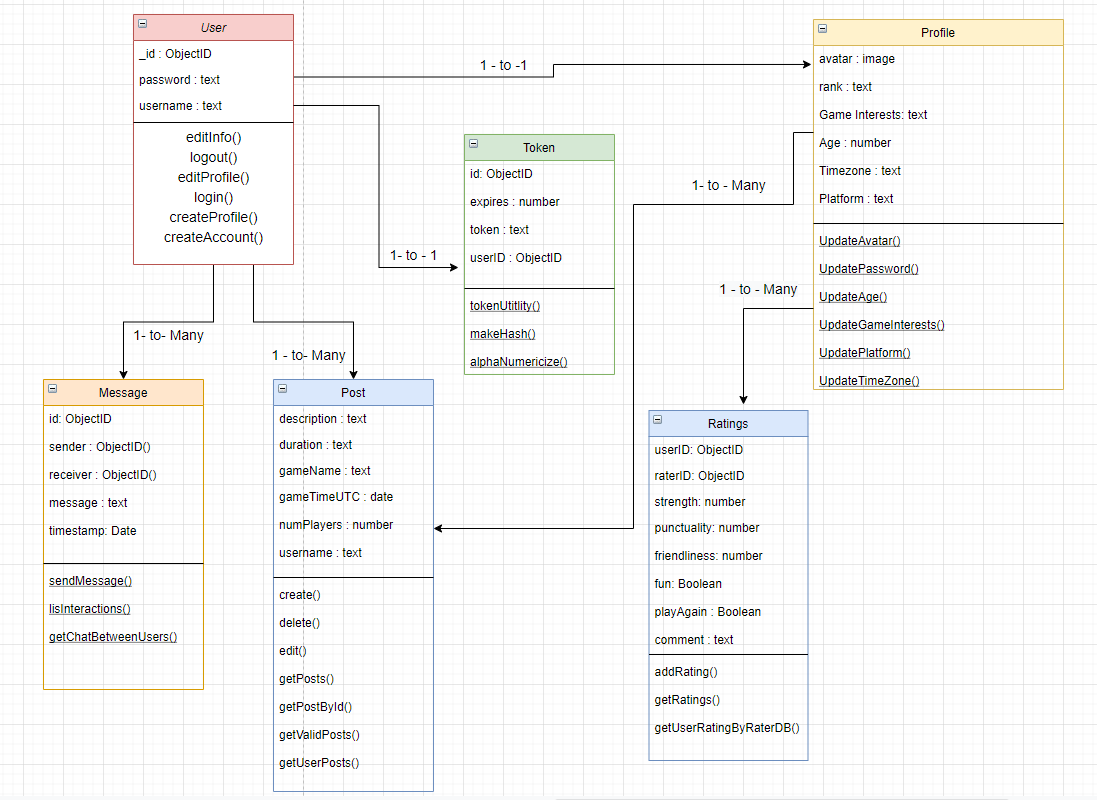 User
_id : ObjectID
password : text
username : text
editInfo()
logout()
editProfile()
login()
createProfile()
createAccount()
1 - to -1
Profile
avatar : image
rank : text
Game Interests: text
Age : number
Timezone : text
Platform : text
UpdateAvatar()
UpdatePassword()
UpdateAge()
UpdateGameInterests()
UpdatePlatform()
UpdateTimeZone()
Token
id: ObjectID
expires : number
token : text
userID : ObjectID
tokenUtitlity()
makeHash()
alphaNumericize()
1- to - 1
1- to - Many
1 - to - Many
1- to- Many
1 - to- Many
Message
id: ObjectID
sender : ObjectID()
receiver : ObjectID()
message : text
timestamp: Date
sendMessage()
lisInteractions()
getChatBetweenUsers()
Post
description : text
duration : text
gameName : text
gameTimeUTC : date
numPlayers : number
username : text
create()
delete()
edit()
getPosts()
getPostById()
getValidPosts()
getUserPosts()
Ratings
userID: ObjectID
raterID: ObjectID
strength: number
punctuality: number
friendliness: number
fun: Boolean
playAgain : Boolean
comment : text
addRating()
getRatings()
getUserRatingByRaterDB()